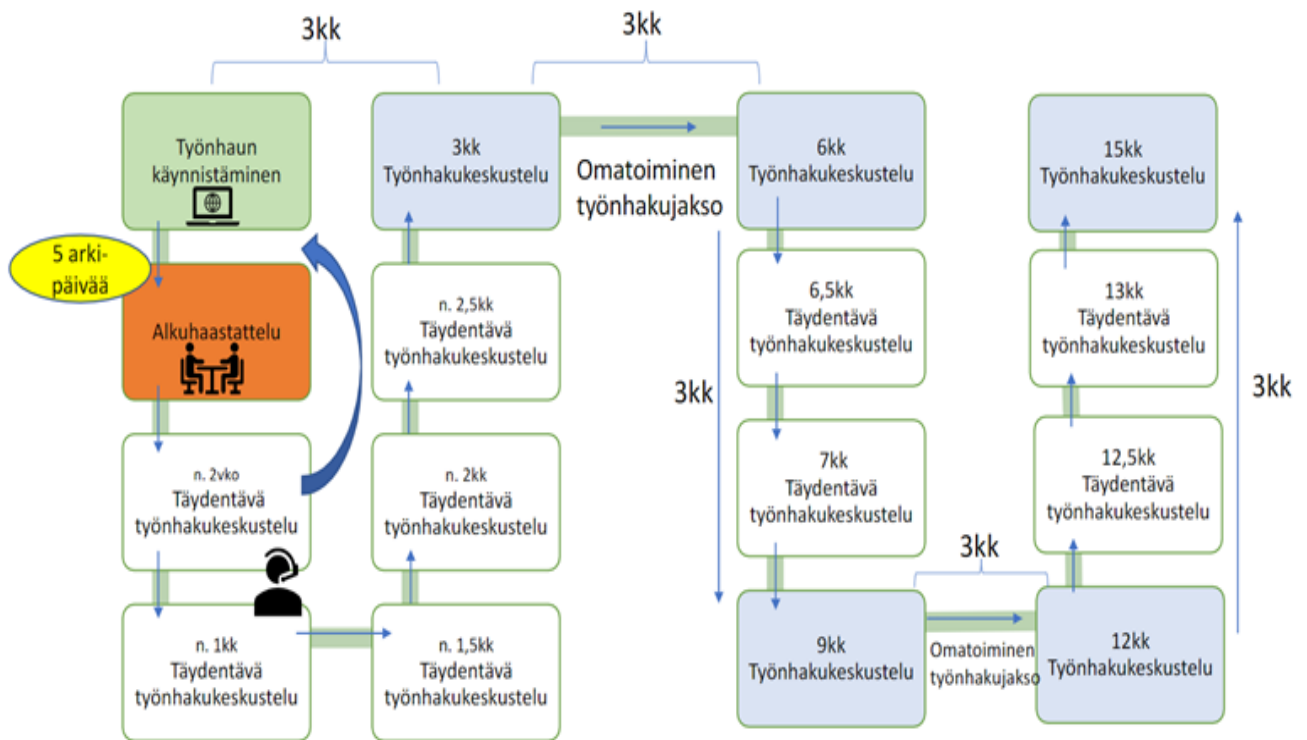 3kk
3kk
Työnhaun
käynnistäminen
5 arki-
päivää
Alkuhaastattelu
n. 2vko
Täydentävä
työnhakukeskustelu
n. 1kk
Täydentävä
työnhakukeskustelu
n. 1,5kk
Täydentävä
työnhakukeskustelu
n. 2kk
Täydentävä
työnhakukeskustelu
n. 2,5kk
Täydentävä
työnhakukeskustelu
3kk
Työnhakukeskustelu
Omatoiminen
työnhakujakso
6kk
Työnhakukeskustelu
3kk
6,5kk
Täydentävä
työnhakukeskustelu
7kk
Täydentävä
työnhakukeskustelu
9kk
Työnhakukeskustelu
3kk
Omatoiminen
työnhakujakso
12kk
Työnhakukeskustelu
12,5kk
Täydentävä
työnhakukeskustelu
13kk
Täydentävä
työnhakukeskustelu
15kk
Työnhakukeskustelu
3kk